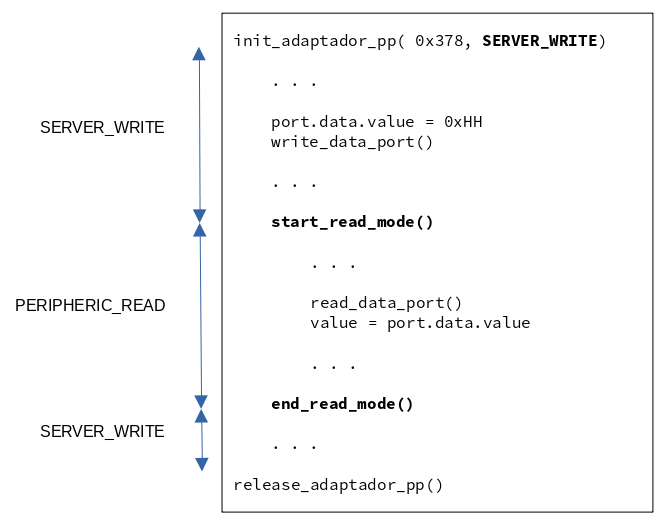 init_adaptador_pp( 0x378, SERVER_WRITE)
. . .
SERVER_WRITE
port.data.value = 0xHH
write_data_port()
. . .
start_read_mode()
. . .
PERIPHERIC_READ
read_data_port()
value = port.data.value
. . .
end_read_mode()
SERVER_WRITE
. . .
release_adaptador_pp()